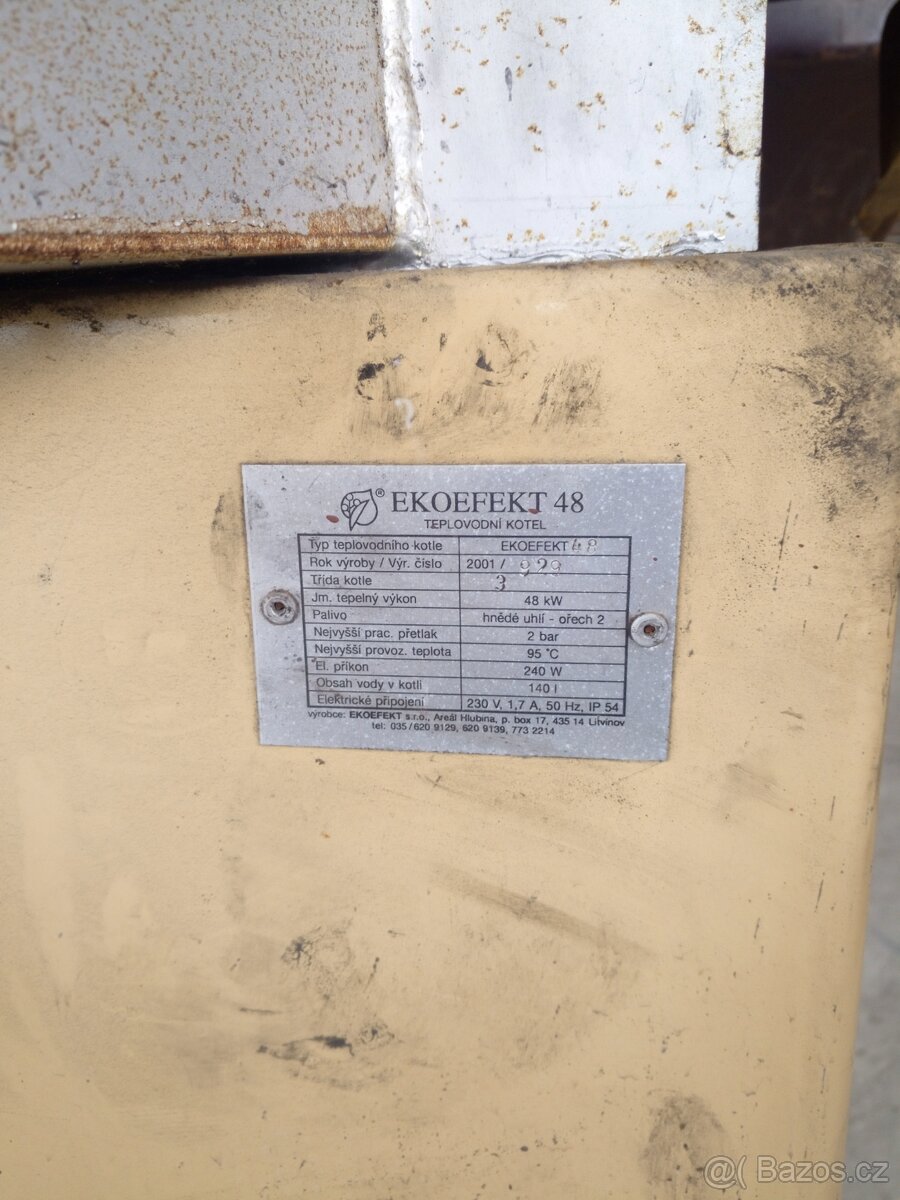 ® EKOEFEKT 48
TEPLOVODNÍ KOTEL
Typ teplovodního kotle EKOEFEKT 48
Rok výroby / Výr. číslo 2001 / 929
Třída kotle 3
Jm. tepelný výkon 48 kW
Palivo hnědé uhlí - ořech 2
Nejvyšší prac. přetlak 2 bar
Nejvyšší provoz. teplota 95 °C
El. příkon 240 W
Obsah vody v kotli 140 l
Elektrické připojení 230 V, 1,7 A, 50 Hz, IP 54
výrobce: EKOEFEKT s.r.o., Areál Hlubina, p. box 17, 435 14 Litvínov
tel: 035/620 9129, 620 9139, 773 2214
@( Bazos.cz